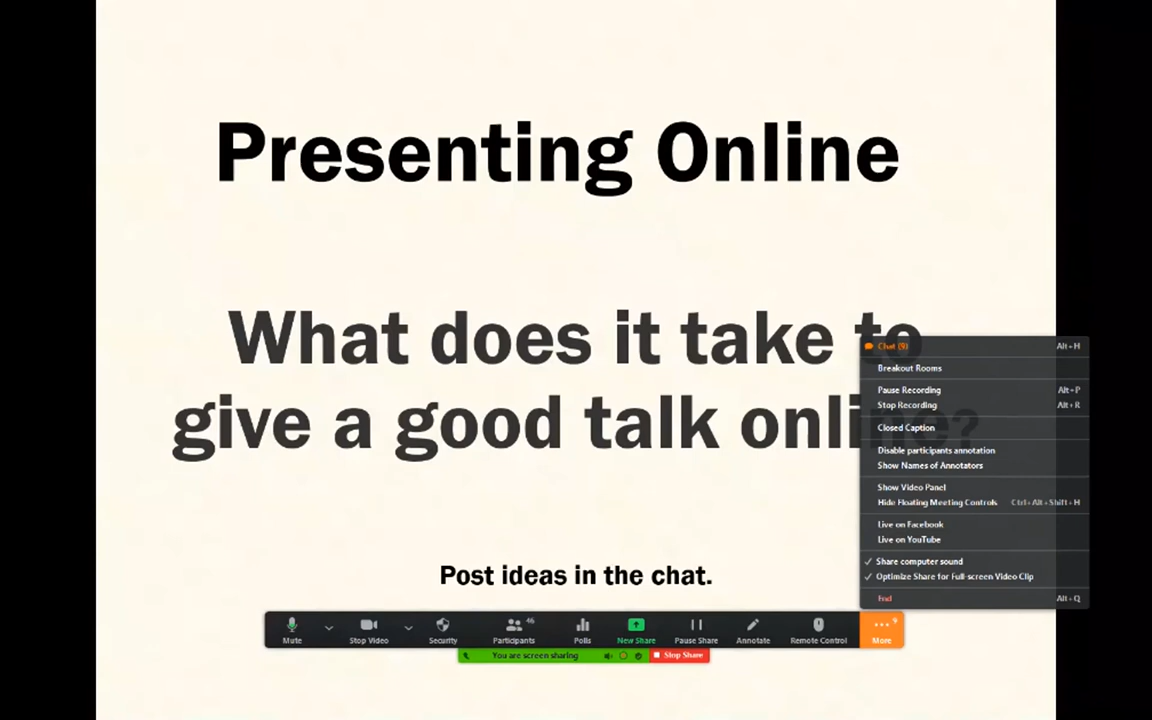 Presenting Online
What does it take to
give a good talk online?
Chat (9) Alt+H
Breakout Rooms
Pause Recording Alt+P
Stop Recording Alt+R
Closed Caption
Disable participants annotation
Show Names of Annotators
Show Video Panel
Hide Floating Meeting Controls Ctrl+Alt+Shift+H
Live on Facebook
Live on YouTube
Share computer sound
Optimize Share for Full-screen Video Clip
End Alt+Q
Post ideas in the chat.
Mute Stop Video Security Participants 46 Polls New Share Pause Share Annotate Remote Control More 9
You are screen sharing Stop Share